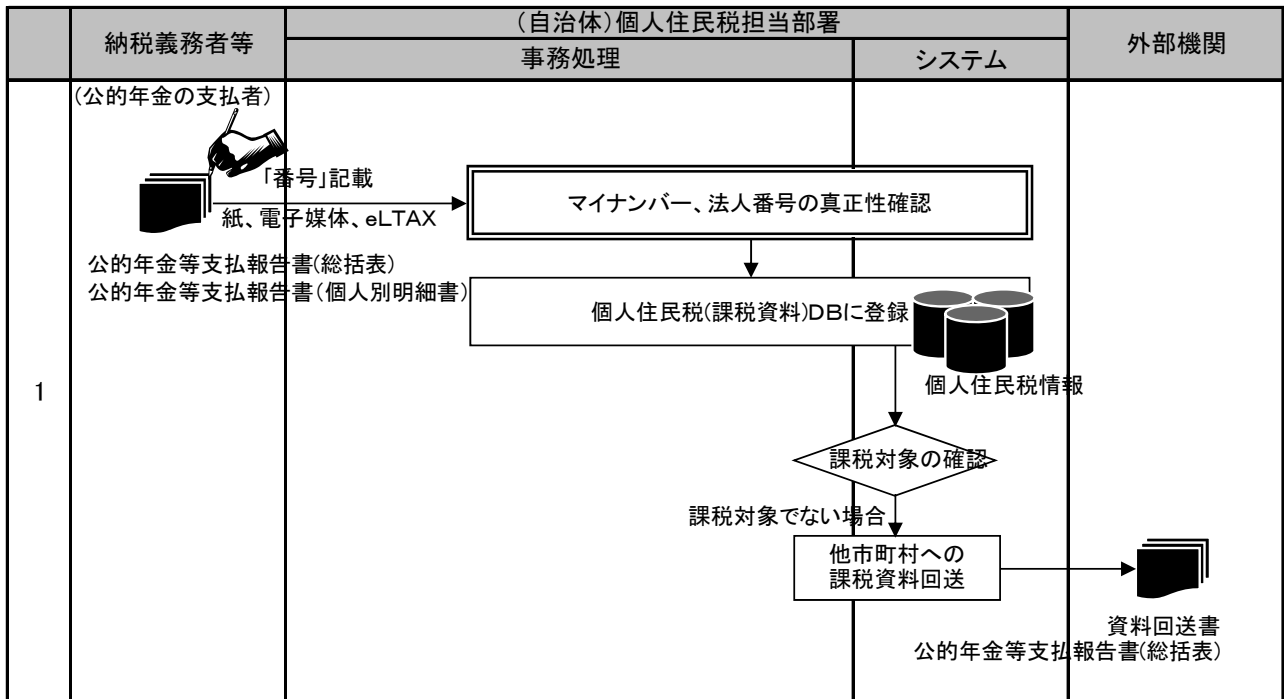 納税義務者等
(自治体)個人住民税担当部署
外部機関
事務処理
システム
1
(公的年金の支払者)
「番号」記載
紙、電子媒体、eLTAX
マイナンバー、法人番号の真正性確認
公的年金等支払報告書(総括表)
公的年金等支払報告書(個人別明細書)
個人住民税(課税資料)DBに登録
個人住民税情報
課税対象の確認
課税対象でない場合
他市町村への
課税資料回送
資料回送書
公的年金等支払報告書(総括表)